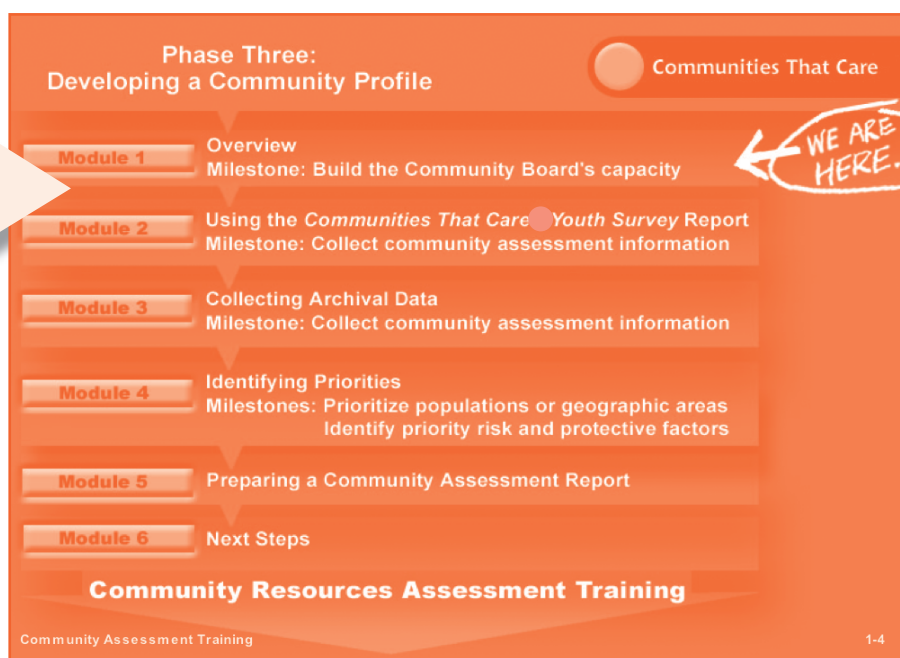 Phase Three:
Developing a Community Profile
Communities That Care
WE ARE
HERE.
Module 1
Overview
Milestone: Build the Community Board's capacity
Module 2
Using the Communities That Care Youth Survey Report
Milestone: Collect community assessment information
Module 3
Collecting Archival Data
Milestone: Collect community assessment information
Module 4
Identifying Priorities
Milestones: Prioritize populations or geographic areas
Identify priority risk and protective factors
Module 5
Preparing a Community Assessment Report
Module 6
Next Steps
Community Resources Assessment Training
Community Assessment Training
1-4